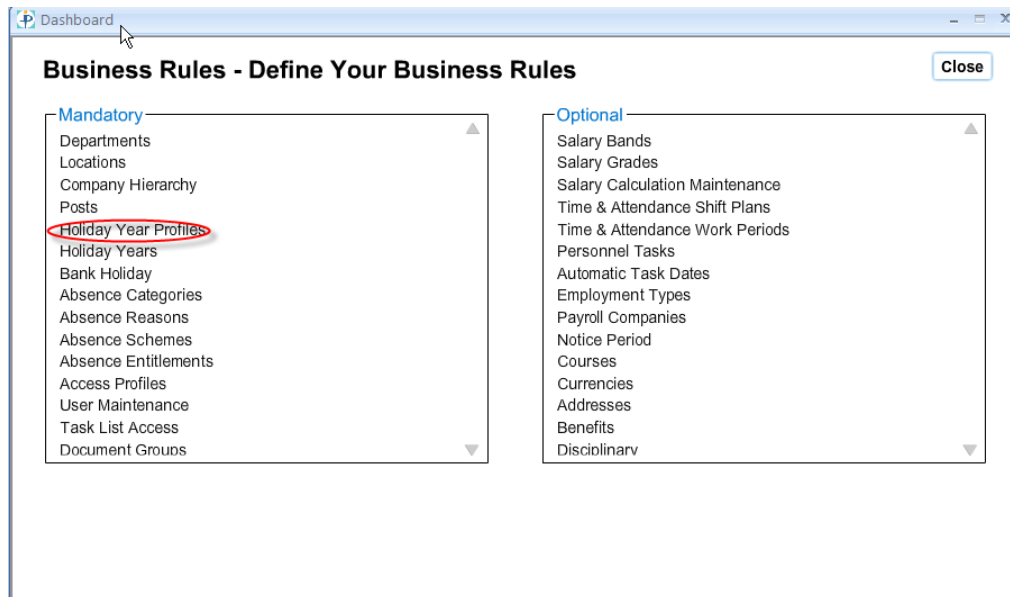 Dashboard
Business Rules - Define Your Business Rules
Close
Mandatory
Departments
Locations
Company Hierarchy
Posts
Holiday Year Profiles
Holiday Years
Bank Holiday
Absence Categories
Absence Reasons
Absence Schemes
Absence Entitlements
Access Profiles
User Maintenance
Task List Access
Document Groups
Optional
Salary Bands
Salary Grades
Salary Calculation Maintenance
Time & Attendance Shift Plans
Time & Attendance Work Periods
Personnel Tasks
Automatic Task Dates
Employment Types
Payroll Companies
Notice Period
Courses
Currencies
Addresses
Benefits
Disciplinary